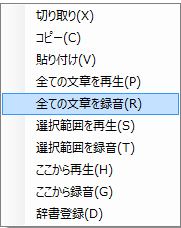 切り取り(X)
コピー(C)
貼り付け(V)
全ての文章を再生(P)
全ての文章を録音(R)
選択範囲を再生(S)
選択範囲を録音(T)
ここから再生(H)
ここから録音(G)
辞書登録(D)